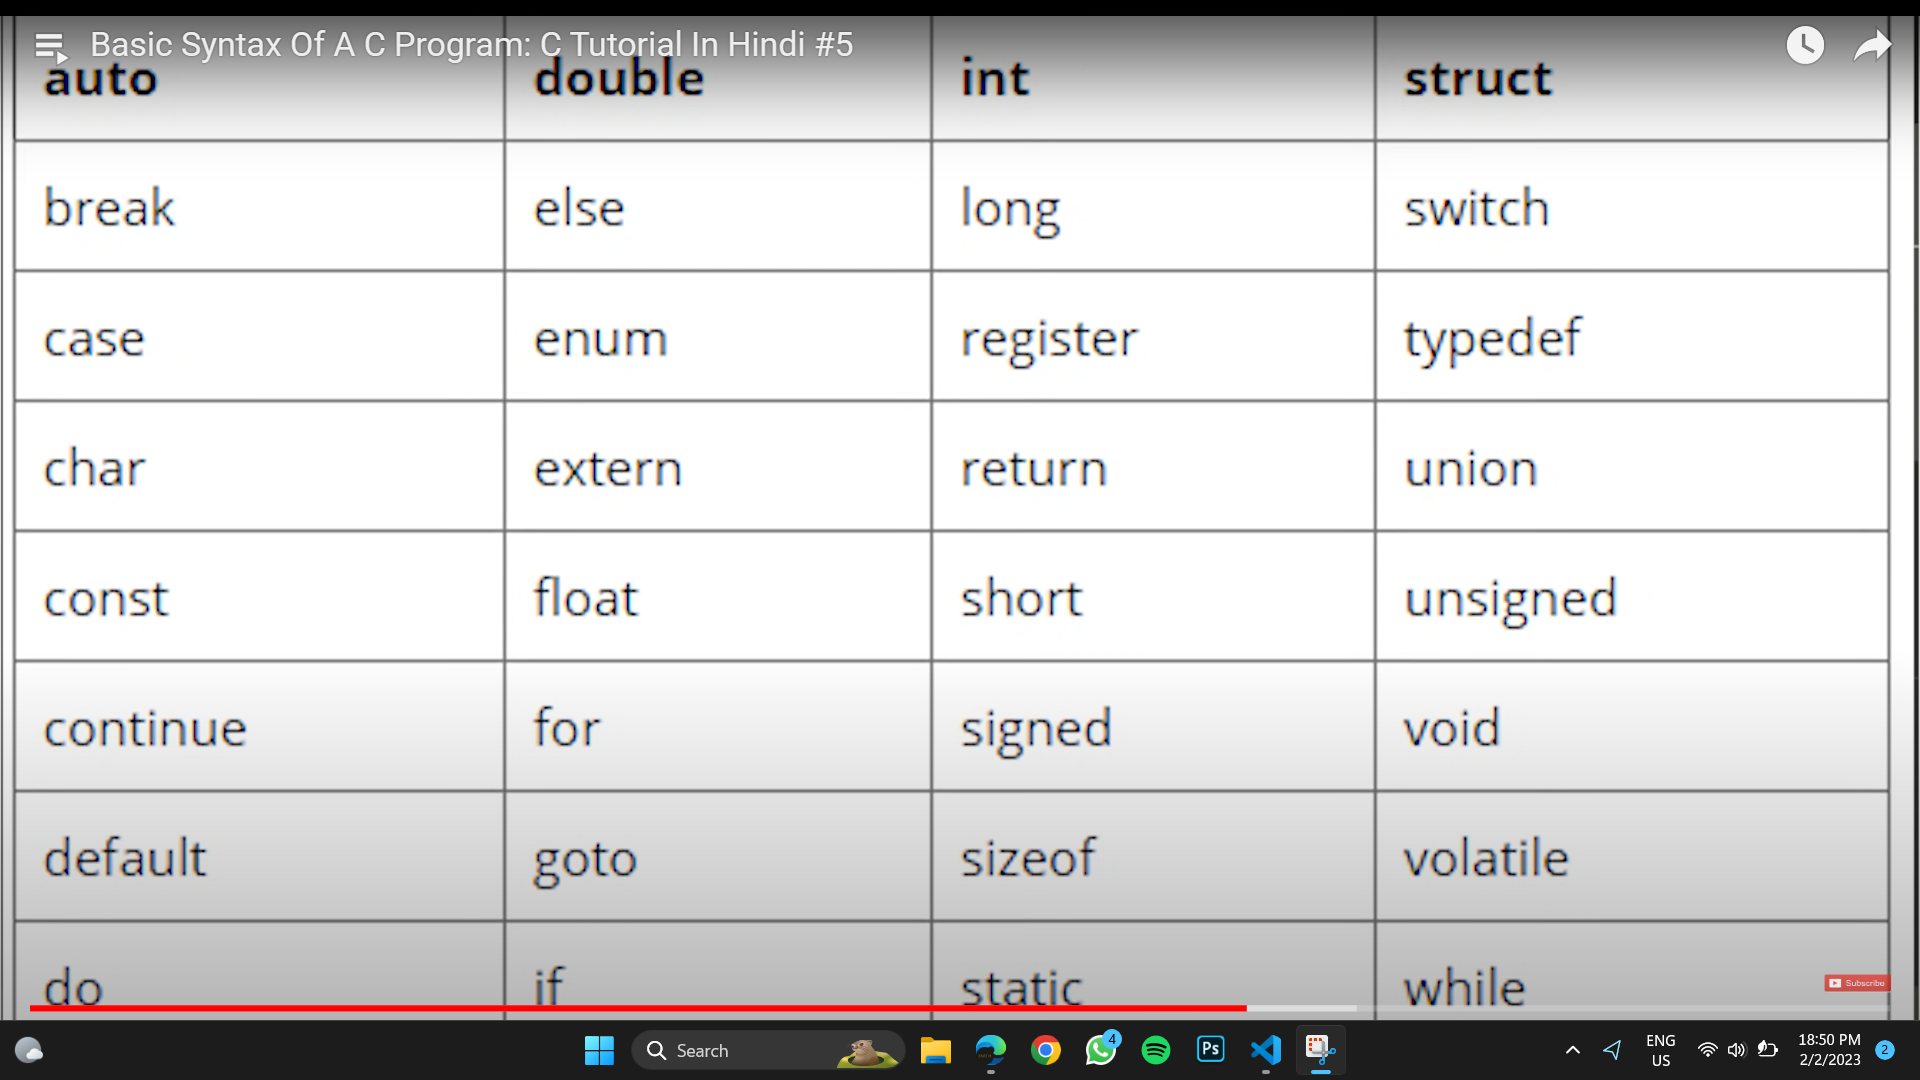 Basic Syntax Of A C Program: C Tutorial In Hindi #5
auto double int struct
break else long switch
case enum register typedef
char extern return union
const float short unsigned
continue for signed void
default goto sizeof volatile
do if static while
Subscribe
Search
4
Ps
ENG
US
18:50 PM
2/2/2023
2